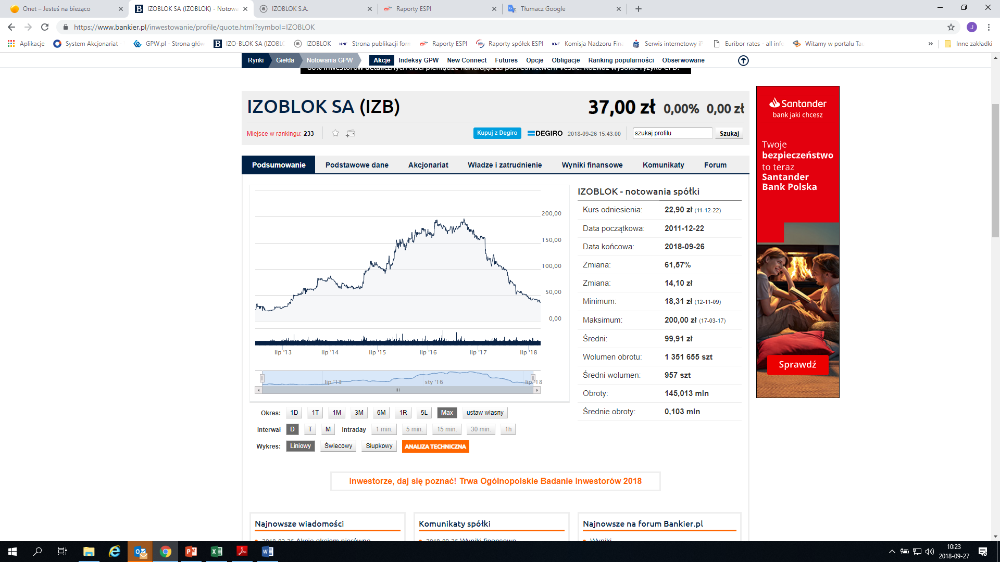 Onet – Jesteś na bieżąco
IZOBLOK SA (IZOBLOK) - Notowa
IZOBLOK S.A.
Raporty ESPI
Tłumacz Google
https://www.bankier.pl/inwestowanie/profile/quote.html?symbol=IZOBLOK
J
Aplikacje
System Akcjonariat -
GPW.pl - Strona głów
IZO-BLOK SA (IZOBLO
IZOBLOK
KNF Strona publikacji form
Raporty ESPI
Raporty spółek ESPI
KNF Komisja Nadzoru Fina
Serwis internetowy iP
Euribor rates - all info
Witamy w portalu Tau
Inne zakładki
Rynki Giełda Notowania GPW Akcje Indeksy GPW New Connect Futures Opcje Obligacje Ranking popularności Obserwowane
IZOBLOK SA (IZB)
37,00 zł 0,00% 0,00 zł
Miejsce w rankingu: 233
Kupuj z Degiro DEGIRO 2018-09-26 15:43:00 szukaj profilu Szukaj
Podsumowanie Podstawowe dane Akcjonariat Władze i zatrudnienie Wyniki finansowe Komunikaty Forum
200,00
150,00
100,00
50,00
0,00
lip '13 lip '14 lip '15 lip '16 lip '17 lip '18
lip '13 sty '16 lip '18
IZOBLOK - notowania spółki
Kurs odniesienia: 22,90 zł (11-12-22)
Data początkowa: 2011-12-22
Data końcowa: 2018-09-26
Zmiana: 61,57%
Zmiana: 14,10 zł
Minimum: 18,31 zł (12-11-09)
Maksimum: 200,00 zł (17-03-17)
Średni: 99,91 zł
Wolumen obrotu: 1 351 655 szt
Średni wolumen: 957 szt
Obroty: 145,013 mln
Średnie obroty: 0,103 mln
Okres: 1D 1T 1M 3M 6M 1R 5L Max ustaw własny
Interwał D T M Intraday 1 min. 5 min. 15 min. 30 min. 1h
Wykres: Liniowy Świecowy Słupkowy ANALIZA TECHNICZNA
Inwestorze, daj się poznać! Trwa Ogólnopolskie Badanie Inwestorów 2018
Najnowsze wiadomości
Komunikaty spółki
Najnowsze na forum Bankier.pl
Santander
bank jaki chcesz
Twoje
bezpieczeństwo
to teraz
Santander
Bank Polska
Sprawdź
10:23
2018-09-27